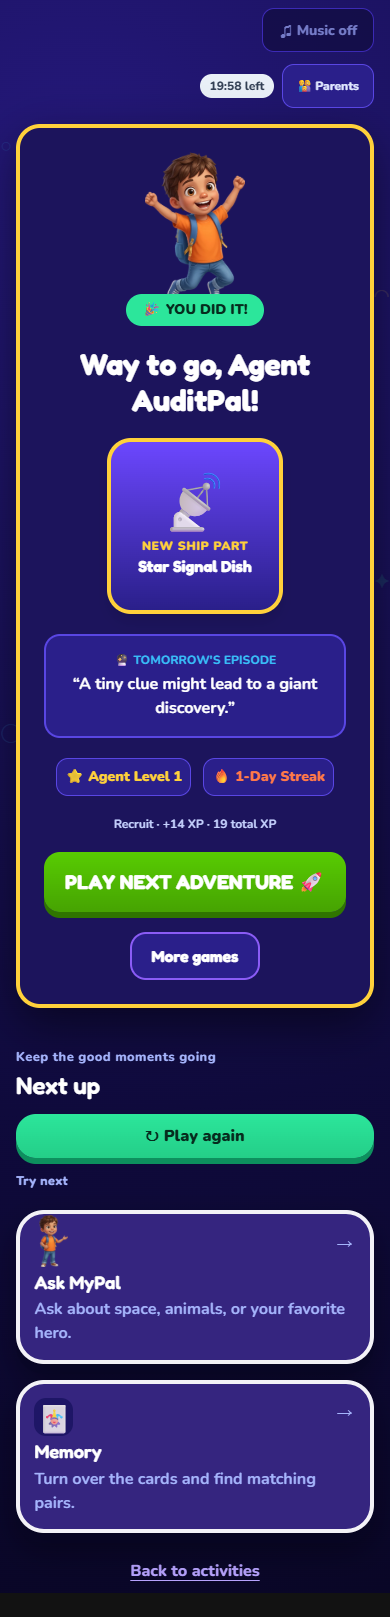 ♫ Music off
19:58 left
Parents
🎉 YOU DID IT!
Way to go, Agent
AuditPal!
NEW SHIP PART
Star Signal Dish
TOMORROW'S EPISODE
“A tiny clue might lead to a giant
discovery.”
⭐ Agent Level 1
🔥 1-Day Streak
Recruit · +14 XP · 19 total XP
PLAY NEXT ADVENTURE 🚀
More games
Keep the good moments going
Next up
↻ Play again
Try next
→
Ask MyPal
Ask about space, animals, or your favorite
hero.
→
Memory
Turn over the cards and find matching
pairs.
Back to activities